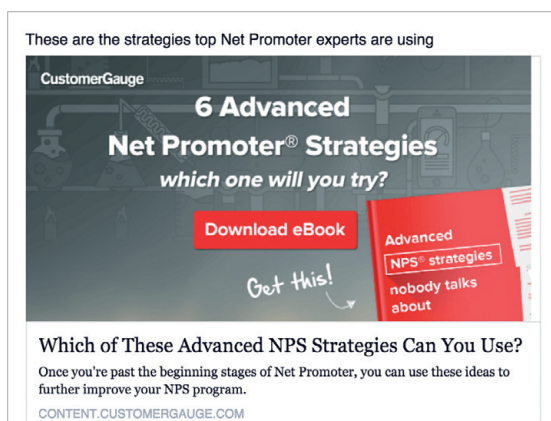 These are the strategies top Net Promoter experts are using
CustomerGauge
6 Advanced
Net Promoter® Strategies
which one will you try?
Download eBook
Get this!
Advanced
NPS® strategies
nobody talks
about
Which of These Advanced NPS Strategies Can You Use?
Once you're past the beginning stages of Net Promoter, you can use these ideas to
further improve your NPS program.
CONTENT.CUSTOMERGAUGE.COM